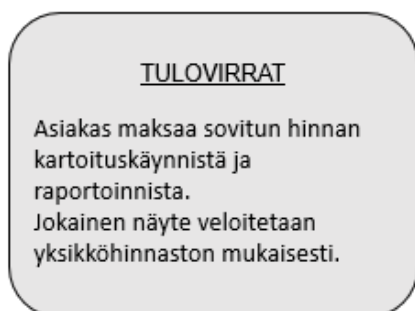 TULOVIRRAT
Asiakas maksaa sovitun hinnan
kartoituskäynnistä ja
raportoinnista.
Jokainen näyte veloitetaan
yksikköhinnaston mukaisesti.